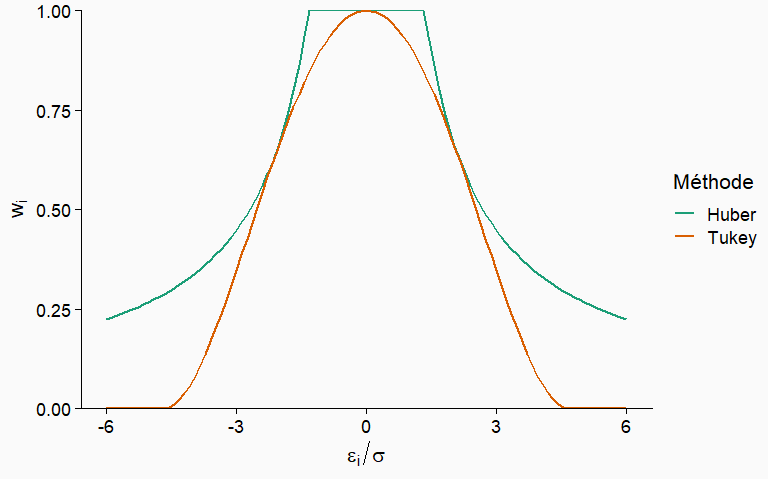 1.00
0.75
0.50
0.25
0.00
wᵢ
-6 -3 0 3 6
εᵢ/σ
Méthode
Huber
Tukey